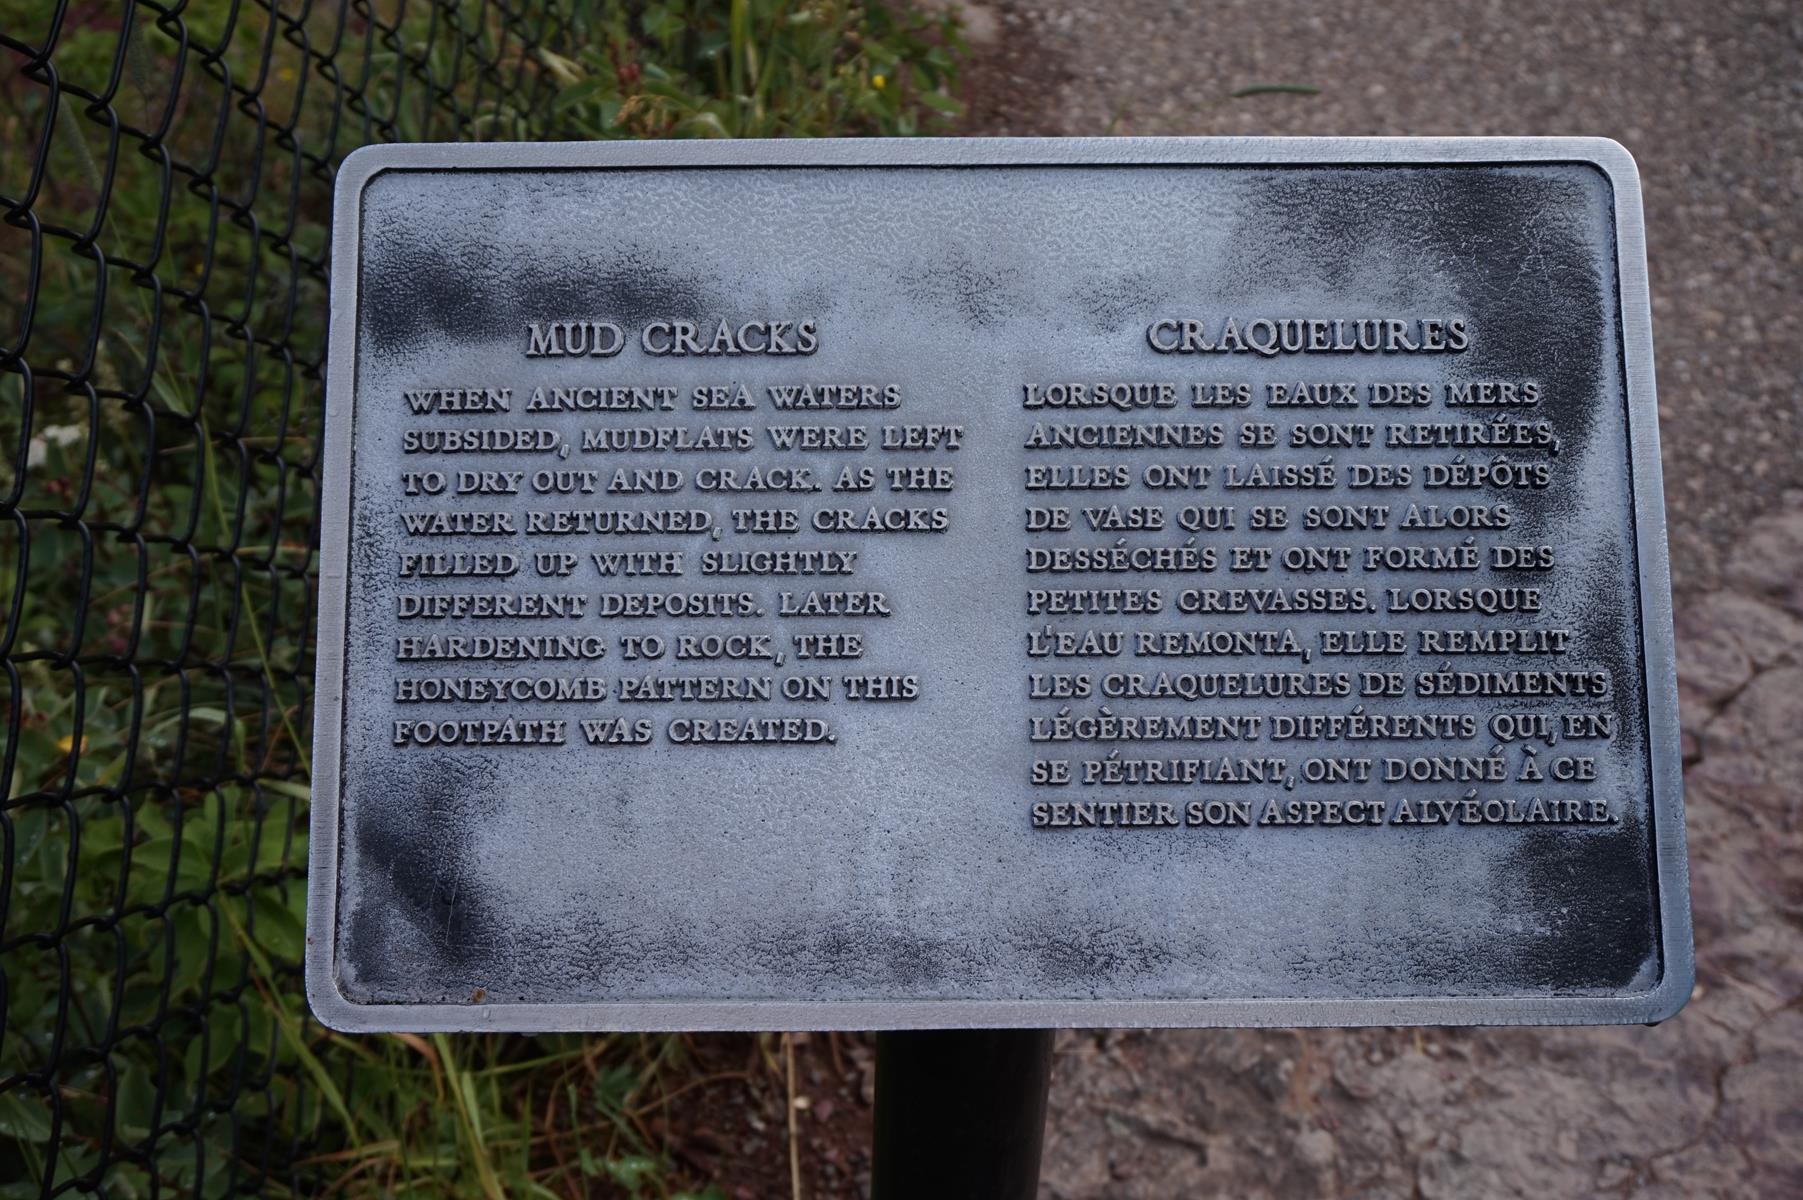 MUD CRACKS
WHEN ANCIENT SEA WATERS
SUBSIDED, MUDFLATS WERE LEFT
TO DRY OUT AND CRACK. AS THE
WATER RETURNED, THE CRACKS
FILLED UP WITH SLIGHTLY
DIFFERENT DEPOSITS. LATER
HARDENING TO ROCK, THE
HONEYCOMB PATTERN ON THIS
FOOTPATH WAS CREATED.
CRAQUELURES
LORSQUE LES EAUX DES MERS
ANCIENNES SE SONT RETIRÉES,
ELLES ONT LAISSÉ DES DÉPÔTS
DE VASE QUI SE SONT ALORS
DESSÉCHÉS ET ONT FORMÉ DES
PETITES CREVASSES. LORSQUE
L'EAU REMONTA, ELLE REMPLIT
LES CRAQUELURES DE SÉDIMENTS
LÉGÈREMENT DIFFÉRENTS QUI, EN
SE PÉTRIFIANT, ONT DONNÉ À CE
SENTIER SON ASPECT ALVÉOLAIRE.